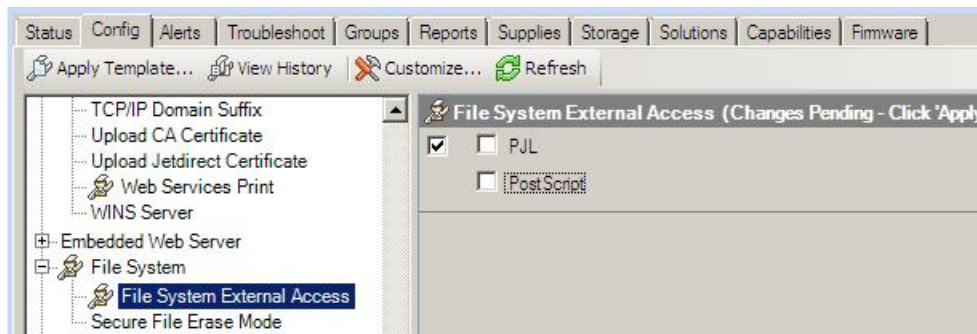 Status Config Alerts Troubleshoot Groups Reports Supplies Storage Solutions Capabilities Firmware
Apply Template... View History Customize... Refresh
TCP/IP Domain Suffix
Upload CA Certificate
Upload Jetdirect Certificate
Web Services Print
WINS Server
Embedded Web Server
File System
File System External Access
Secure File Erase Mode
File System External Access (Changes Pending - Click 'Apply
PJL
PostScript